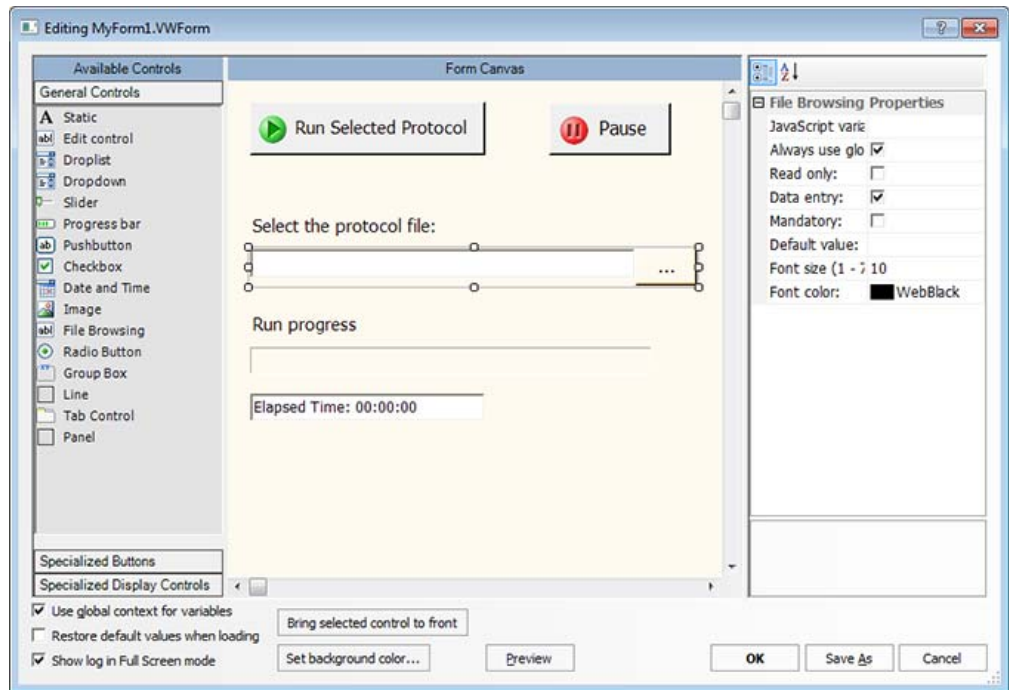 Editing MyForm1.VWForm
Available Controls
Form Canvas
General Controls
A Static
Edit control
Droplist
Dropdown
Slider
Progress bar
Pushbutton
Checkbox
Date and Time
Image
File Browsing
Radio Button
Group Box
Line
Tab Control
Panel
Specialized Buttons
Specialized Display Controls
Run Selected Protocol
Pause
Select the protocol file:
...
Run progress
Elapsed Time: 00:00:00
File Browsing Properties
JavaScript varia
Always use glo
Read only:
Data entry:
Mandatory:
Default value:
Font size (1 - 7 10
Font color: WebBlack
Use global context for variables
Restore default values when loading
Show log in Full Screen mode
Bring selected control to front
Set background color...
Preview
OK
Save As
Cancel